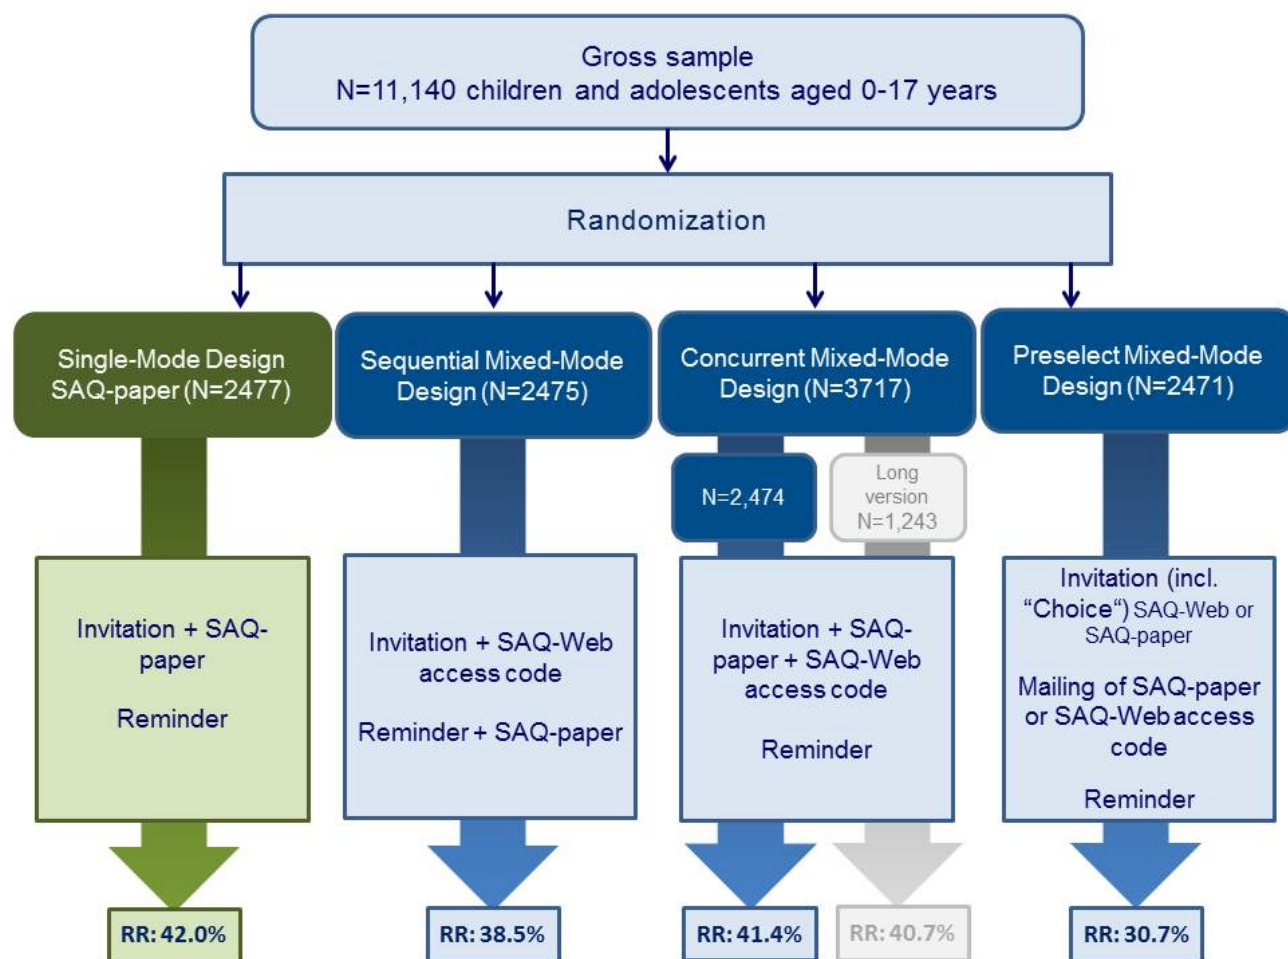 Gross sample
N=11,140 children and adolescents aged 0-17 years
Randomization
Single-Mode Design
SAQ-paper (N=2477)
Sequential Mixed-Mode
Design (N=2475)
Concurrent Mixed-Mode
Design (N=3717)
Preselect Mixed-Mode
Design (N=2471)
N=2,474
Long
version
N=1,243
Invitation + SAQ-
paper
Reminder
Invitation + SAQ-Web
access code
Reminder + SAQ-paper
Invitation + SAQ-
paper + SAQ-Web
access code
Reminder
Invitation (incl.
“Choice“) SAQ-Web or
SAQ-paper
Mailing of SAQ-paper
or SAQ-Web access
code
Reminder
RR: 42.0%
RR: 38.5%
RR: 41.4%
RR: 40.7%
RR: 30.7%